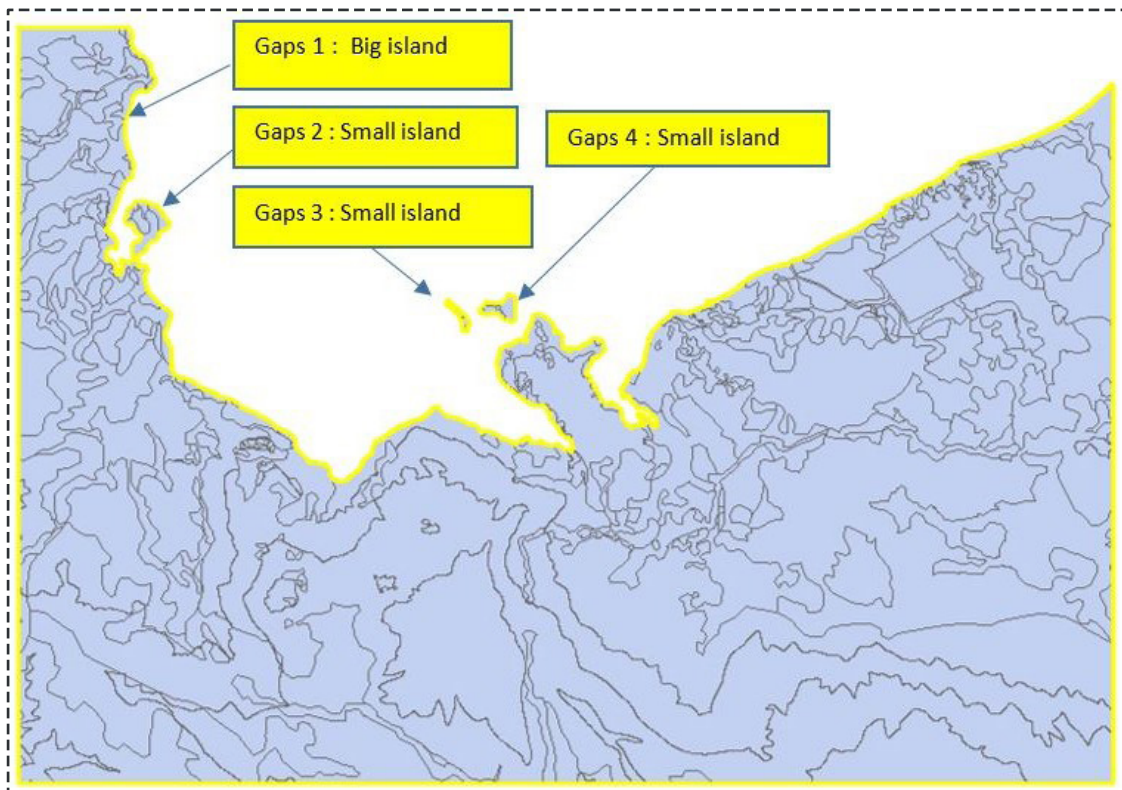 Gaps 1 :  Big island
Gaps 2 : Small island
Gaps 4 : Small island
Gaps 3 : Small island